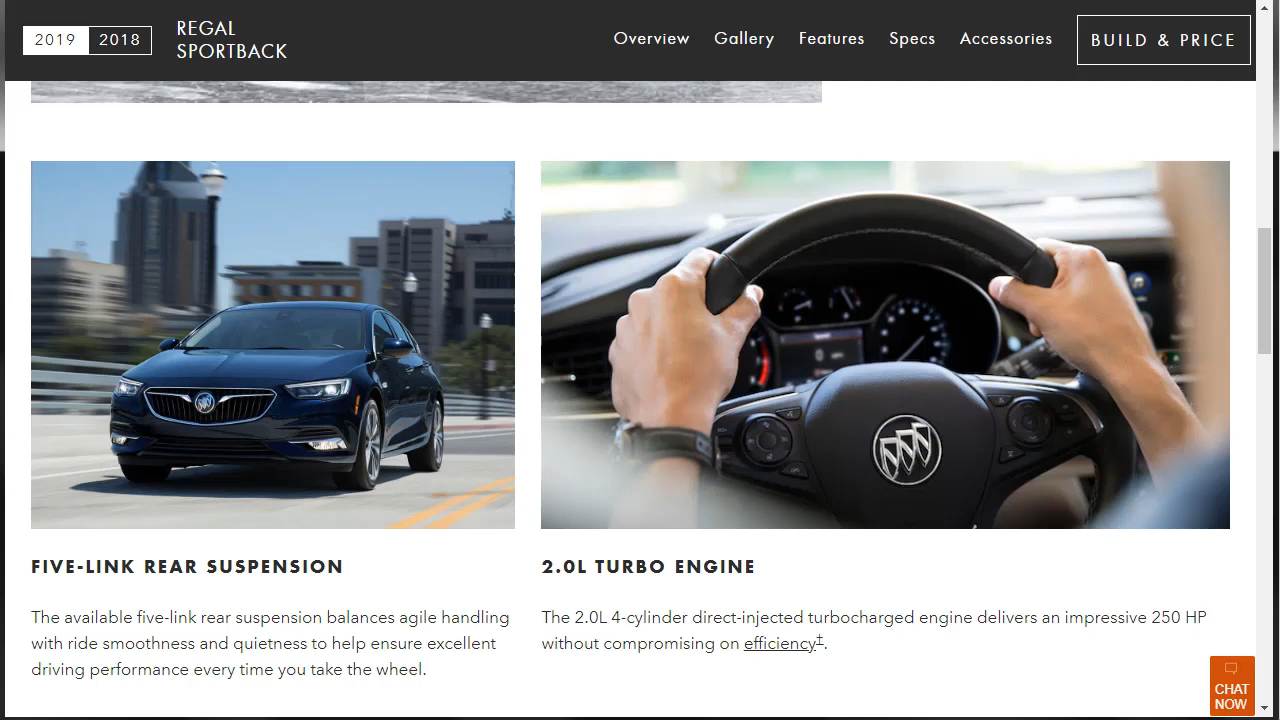 2019 2018 REGAL
SPORTBACK
Overview Gallery Features Specs Accessories BUILD & PRICE
FIVE-LINK REAR SUSPENSION
The available five-link rear suspension balances agile handling
with ride smoothness and quietness to help ensure excellent
driving performance every time you take the wheel.
2.0L TURBO ENGINE
The 2.0L 4-cylinder direct-injected turbocharged engine delivers an impressive 250 HP
without compromising on efficiency‡.
CHAT
NOW